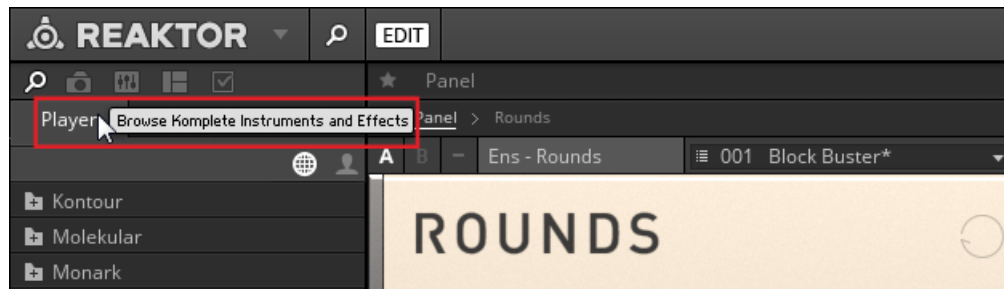 REAKTOR EDIT
Panel
Player Browse Komplete Instruments and Effects Panel > Rounds
A B – Ens - Rounds 001 Block Buster*
Kontour
Molekular
Monark
ROUNDS